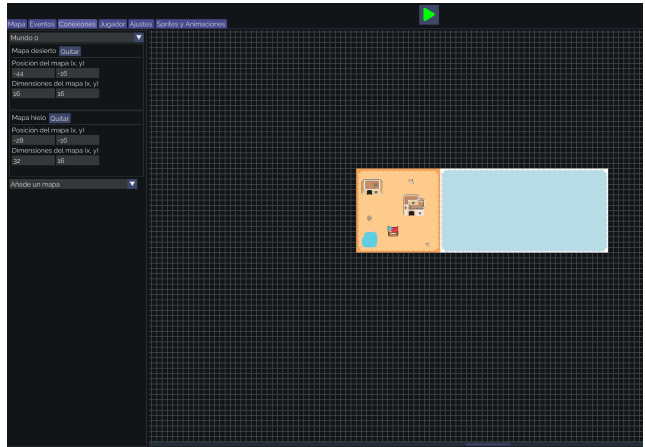 Mapa Eventos Conexiones Jugador Ajustes Sprites y Animaciones
Mundo 0
Mapa desierto Quitar
Posición del mapa (x, y)
-44 -16
Dimensiones del mapa (x, y)
16 16
Mapa hielo Quitar
Posición del mapa (x, y)
-28 -16
Dimensiones del mapa (x, y)
32 16
Añade un mapa